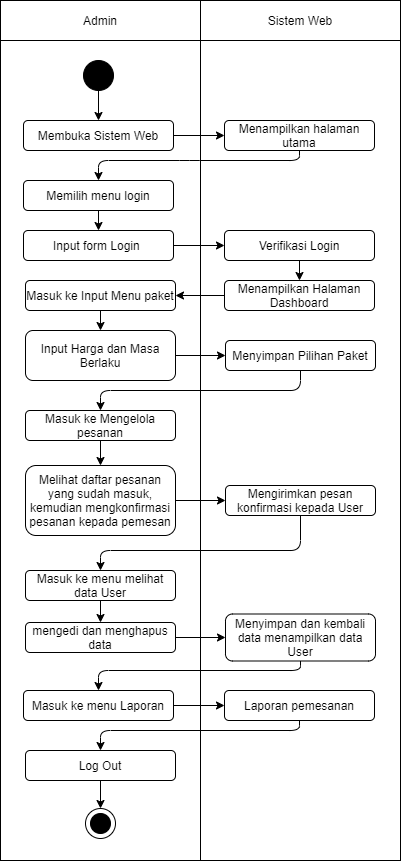 Admin
Sistem Web
Membuka Sistem Web
Menampilkan halaman
utama
Memilih menu login
Input form Login
Verifikasi Login
Masuk ke Input Menu paket
Menampilkan Halaman
Dashboard
Input Harga dan Masa
Berlaku
Menyimpan Pilihan Paket
Masuk ke Mengelola
pesanan
Melihat daftar pesanan
yang sudah masuk,
kemudian mengkonfirmasi
pesanan kepada pemesan
Mengirimkan pesan
konfirmasi kepada User
Masuk ke menu melihat
data User
mengedi dan menghapus
data
Menyimpan dan kembali
data menampilkan data
User
Masuk ke menu Laporan
Laporan pemesanan
Log Out